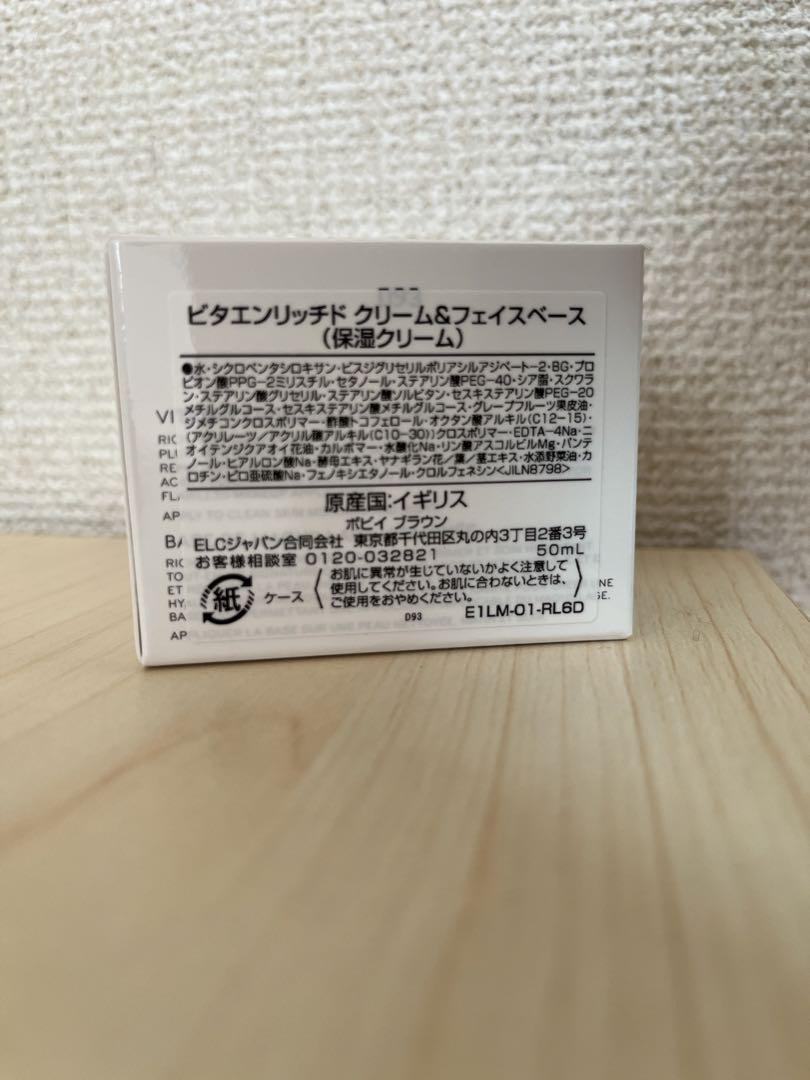 ビタエンリッチド クリーム&フェイスベース
（保湿クリーム）
●水・シクロペンタシロキサン・ビスジグリセリルポリアシルアジペート-2・BG・プロ
ピオン酸PPG-2ミリスチル・セタノール・ステアリン酸PEG-40・シア脂・スクワラ
ン・ステアリン酸グリセリル・ステアリン酸ソルビタン・セスキステアリン酸PEG-20
メチルグルコース・セスキステアリン酸メチルグルコース・グレープフルーツ果皮油・
ジメチコンクロスポリマー・酢酸トコフェロール・オクタン酸アルキル(C12-15)・
(アクリレーツ/アクリル酸アルキル(C10-30))クロスポリマー・EDTA-4Na・ニ
オイテンジクアオイ花油・カルボマー・水酸化Na・リン酸アスコルビルMg・パンテ
ノール・ヒアルロン酸Na・酵母エキス・ヤナギラン花/葉/茎エキス・水添野菜油・カ
ロチン・ピロ亜硫酸Na・フェノキシエタノール・クロルフェネシン<JILN8798>
原産国：イギリス
ボビイ ブラウン
ELCジャパン合同会社 東京都千代田区丸の内3丁目2番3号
お客様相談室 0120-032821 50mL
紙 ケース
お肌に異常が生じていないかよく注意して
使用してください。お肌に合わないときは、
ご使用をおやめください。
D93 E1LM-01-RL6D